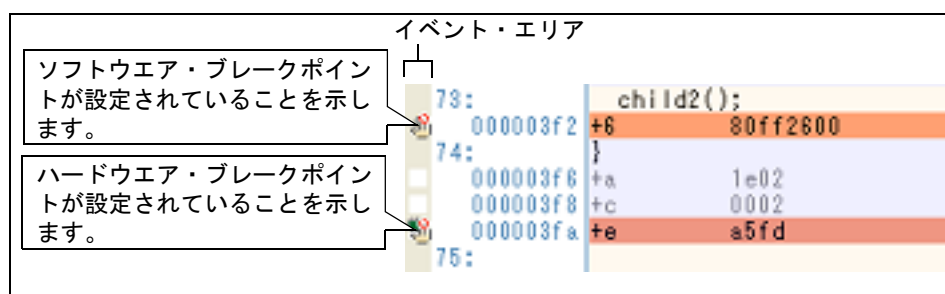 イベント・エリア
ソフトウエア・ブレークポイン
トが設定されていることを示し
ます。
ハードウエア・ブレークポイン
トが設定されていることを示し
ます。
73: child2();
000003f2 +6 80ff2600
74: }
000003f6 +a 1e02
000003f8 +c 0002
000003fa +e a5fd
75: